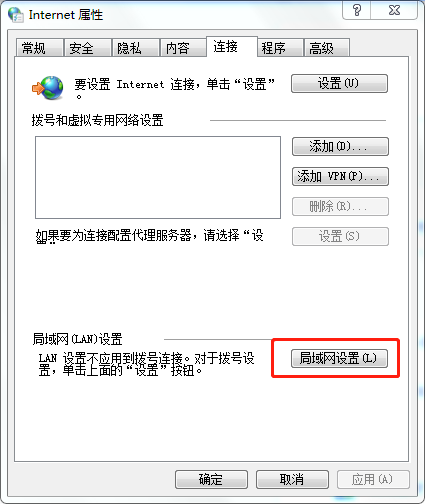 Internet 属性
常规 安全 隐私 内容 连接 程序 高级
要设置 Internet 连接，单击“设置”
。
设置(U)
拨号和虚拟专用网络设置
添加(D)...
添加 VPN(P)...
删除(R)...
如果要为连接配置代理服务器，请选择“设
设置(S)
局域网(LAN)设置
LAN 设置不应用到拨号连接。对于拨号设
置，单击上面的“设置”按钮。
局域网设置(L)
确定 取消 应用(A)